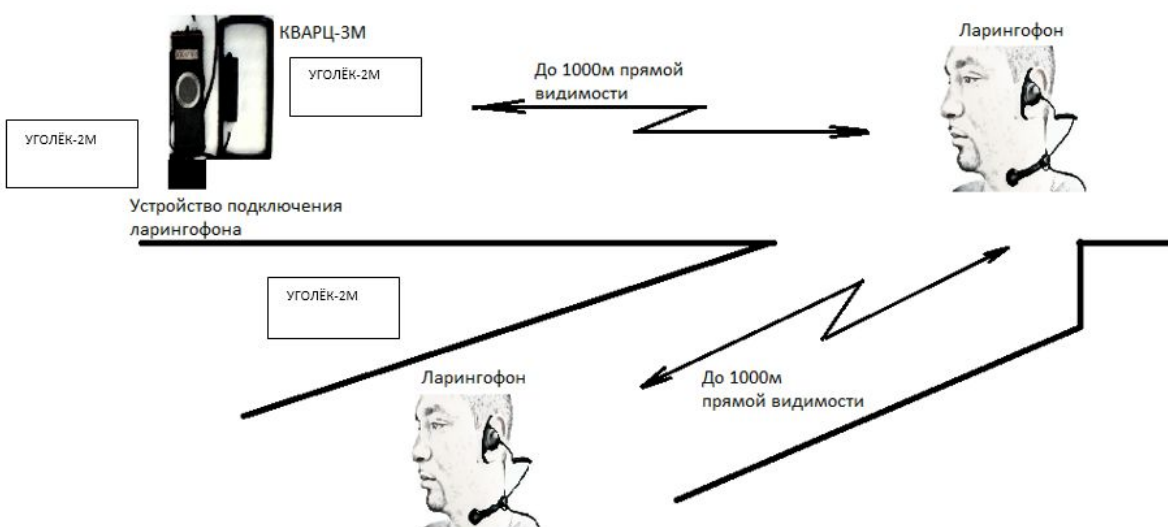 КВАРЦ-3М
Ларингофон
УГОЛЁК-2М
До 1000м прямой
видимости
УГОЛЁК-2М
Устройство подключения
ларингофона
УГОЛЁК-2М
Ларингофон
До 1000м
прямой видимости